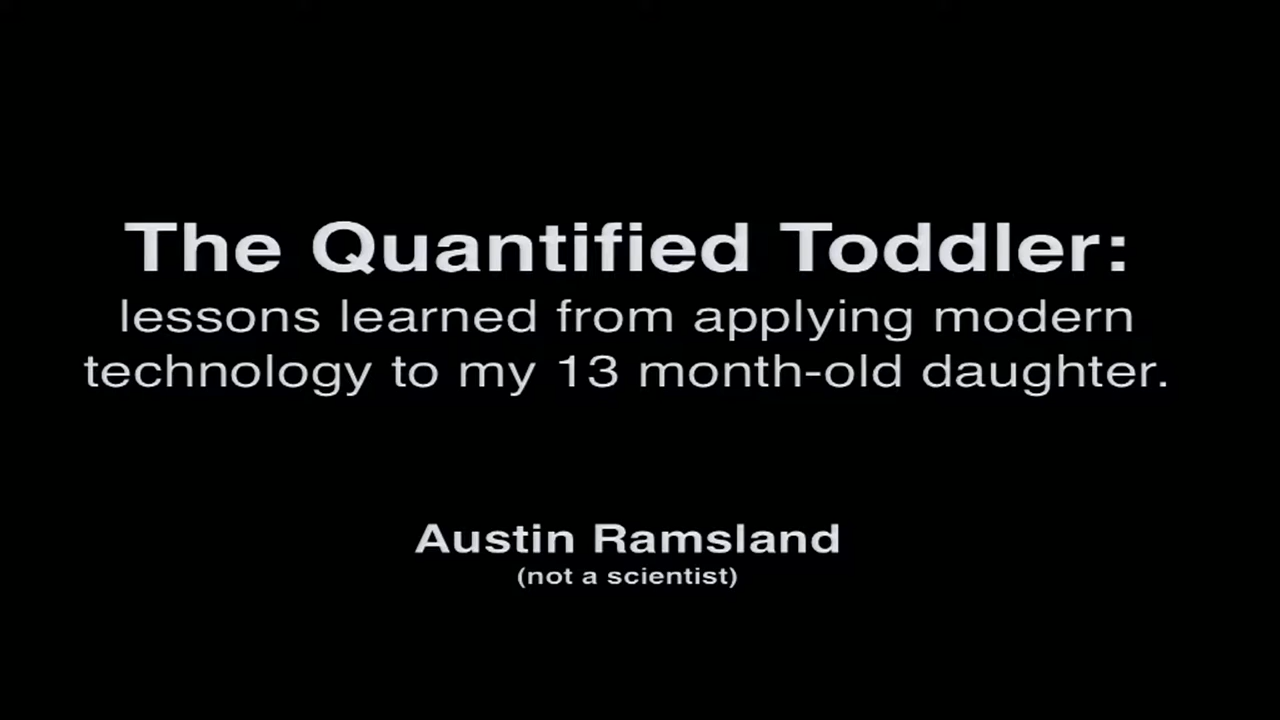 The Quantified Toddler:
lessons learned from applying modern
technology to my 13 month-old daughter.
Austin Ramsland
(not a scientist)